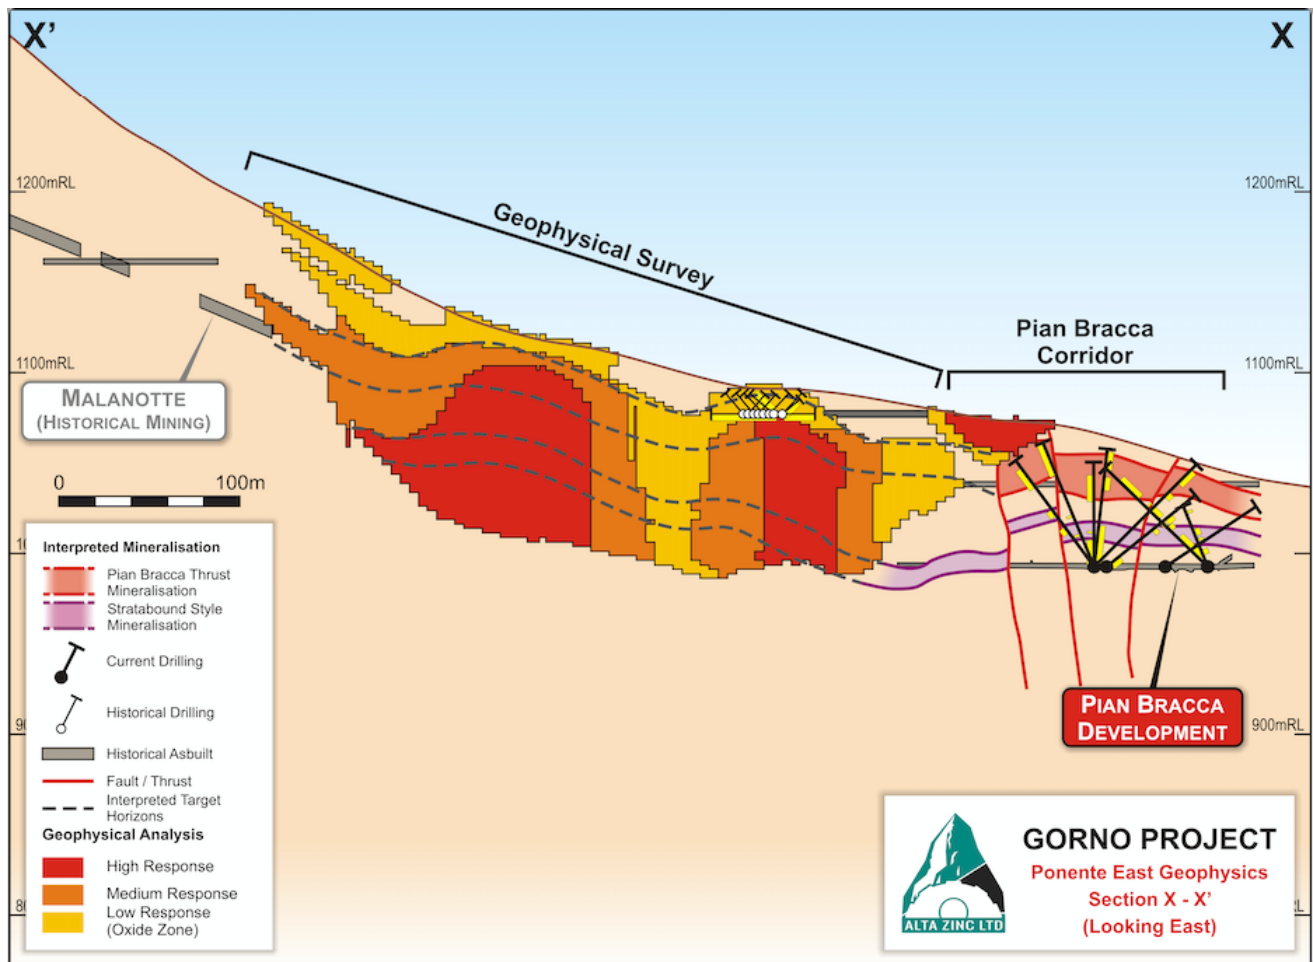 X’
X
1200mRL
1200mRL
Geophysical Survey
Pian Bracca
Corridor
1100mRL
1100mRL
MALANOTTE
(HISTORICAL MINING)
0
100m
Interpreted Mineralisation
Pian Bracca Thrust
Mineralisation
Stratabound Style
Mineralisation
Current Drilling
Historical Drilling
Historical Asbuilt
Fault / Thrust
Interpreted Target
Horizons
Geophysical Analysis
High Response
Medium Response
Low Response
(Oxide Zone)
PIAN BRACCA
DEVELOPMENT
900mRL
ALTA ZINC LTD
GORNO PROJECT
Ponente East Geophysics
Section X - X’
(Looking East)